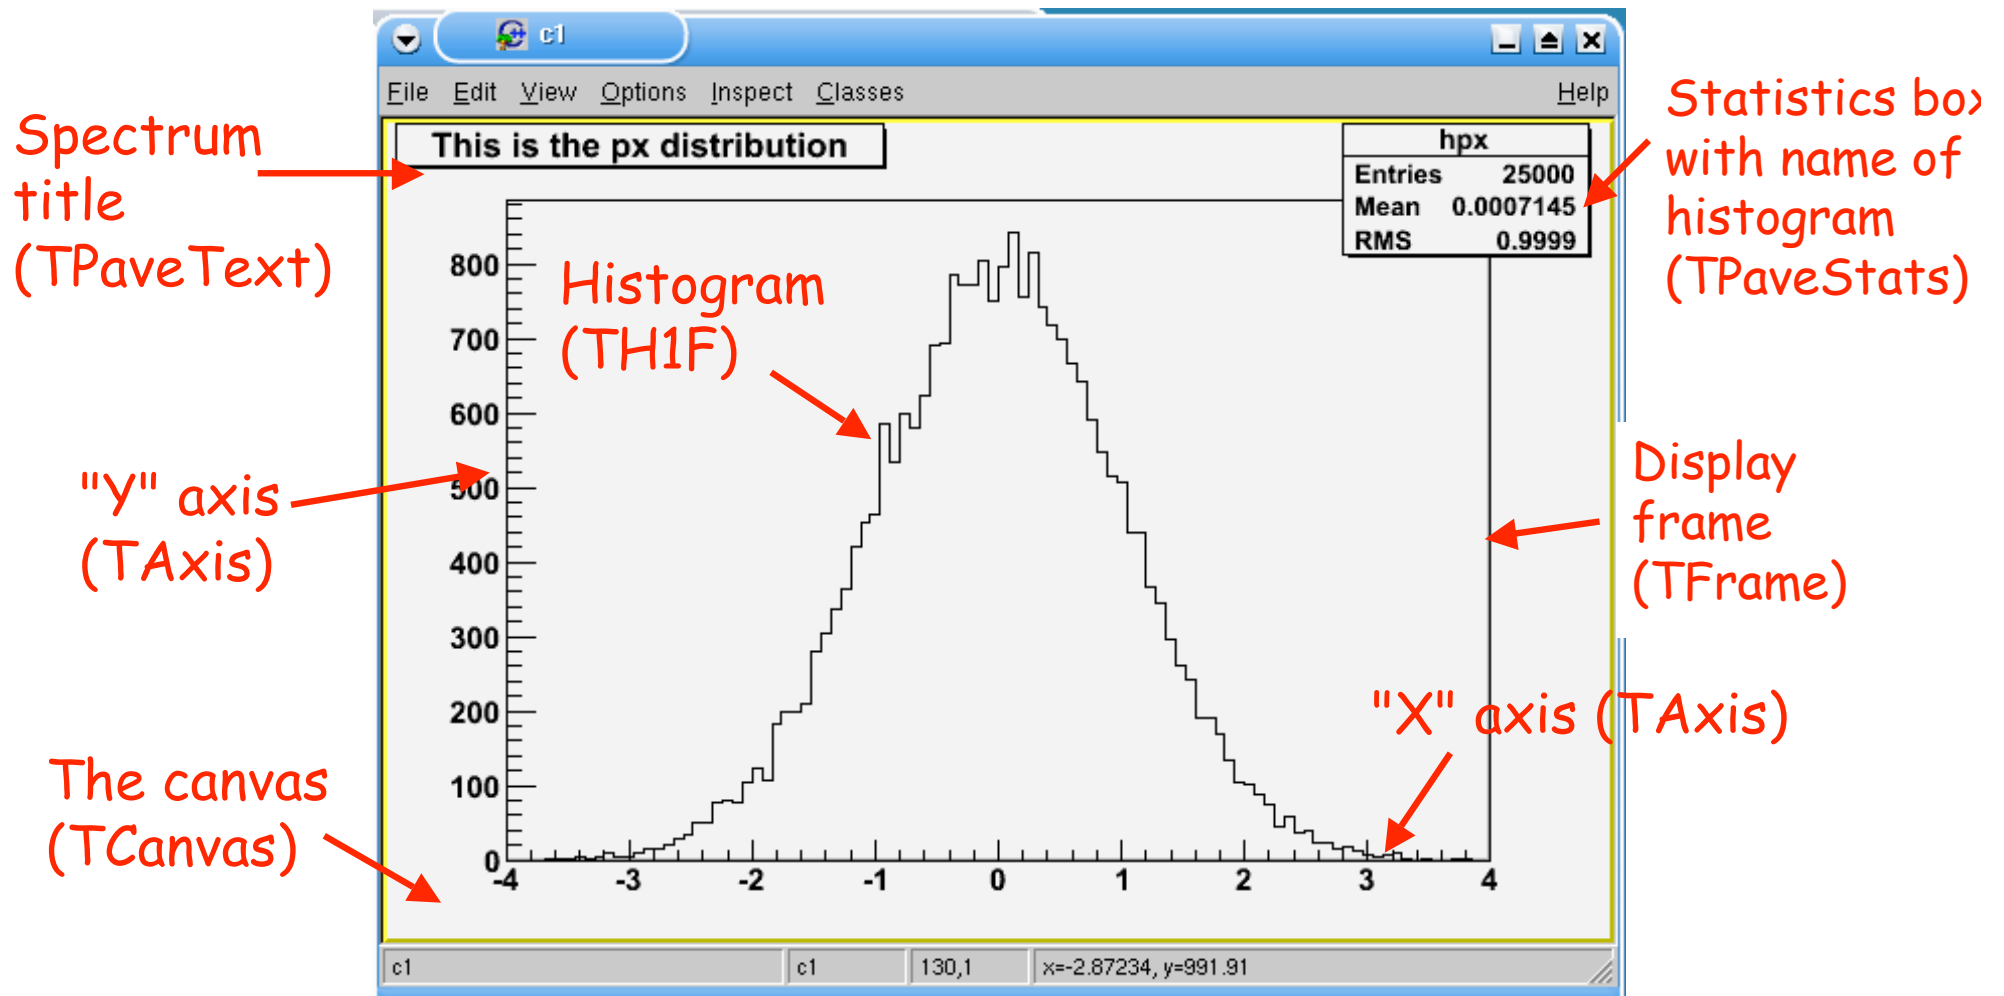 c1
File Edit View Options Inspect Classes Help
Spectrum
title
(TPaveText)
This is the px distribution
hpx
Entries 25000
Mean 0.0007145
RMS 0.9999
Statistics box
with name of
histogram
(TPaveStats)
Histogram
(TH1F)
"Y" axis
(TAxis)
Display
frame
(TFrame)
"X" axis (TAxis)
The canvas
(TCanvas)
800
700
600
500
400
300
200
100
0
-4 -3 -2 -1 0 1 2 3 4
c1 c1 130,1 x=-2.87234, y=991.91